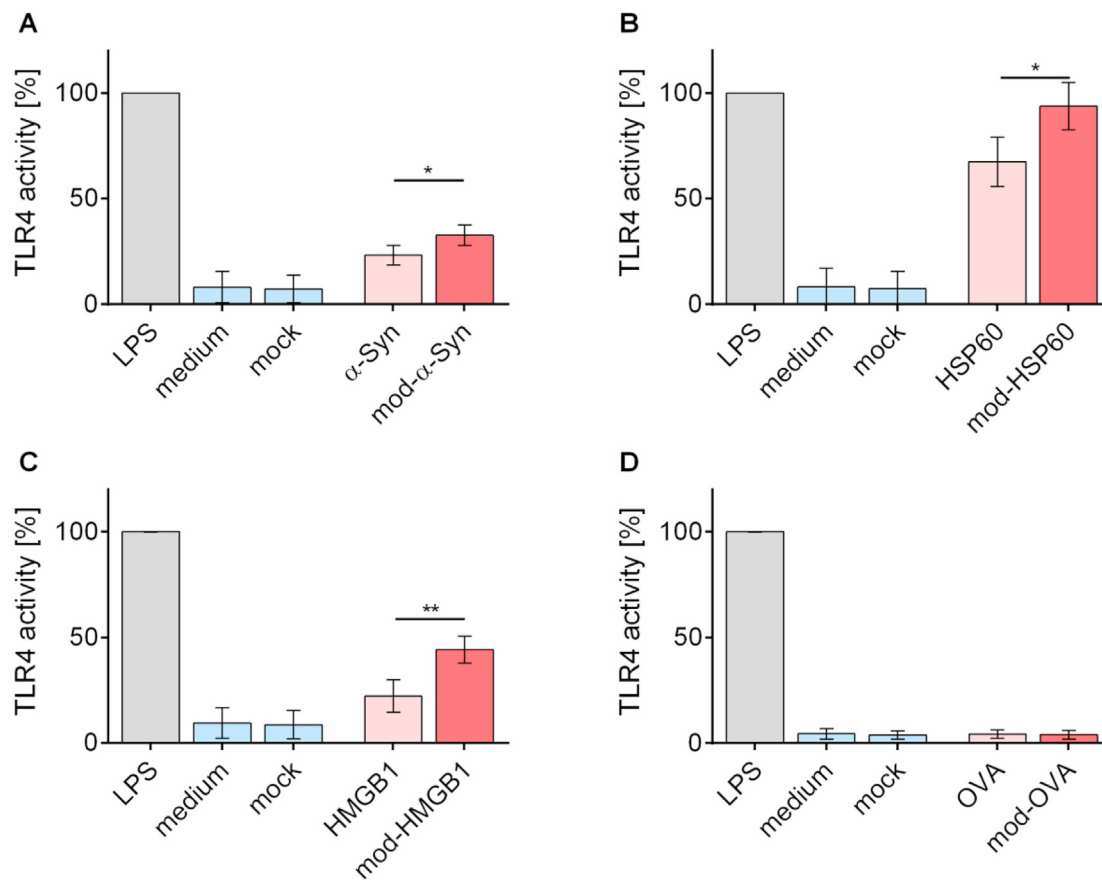 A
TLR4 activity [%]
100
50
0
*
LPS
medium
mock
α-Syn
mod-α-Syn
B
TLR4 activity [%]
100
50
0
*
LPS
medium
mock
HSP60
mod-HSP60
C
TLR4 activity [%]
100
50
0
**
LPS
medium
mock
HMGB1
mod-HMGB1
D
TLR4 activity [%]
100
50
0
LPS
medium
mock
OVA
mod-OVA